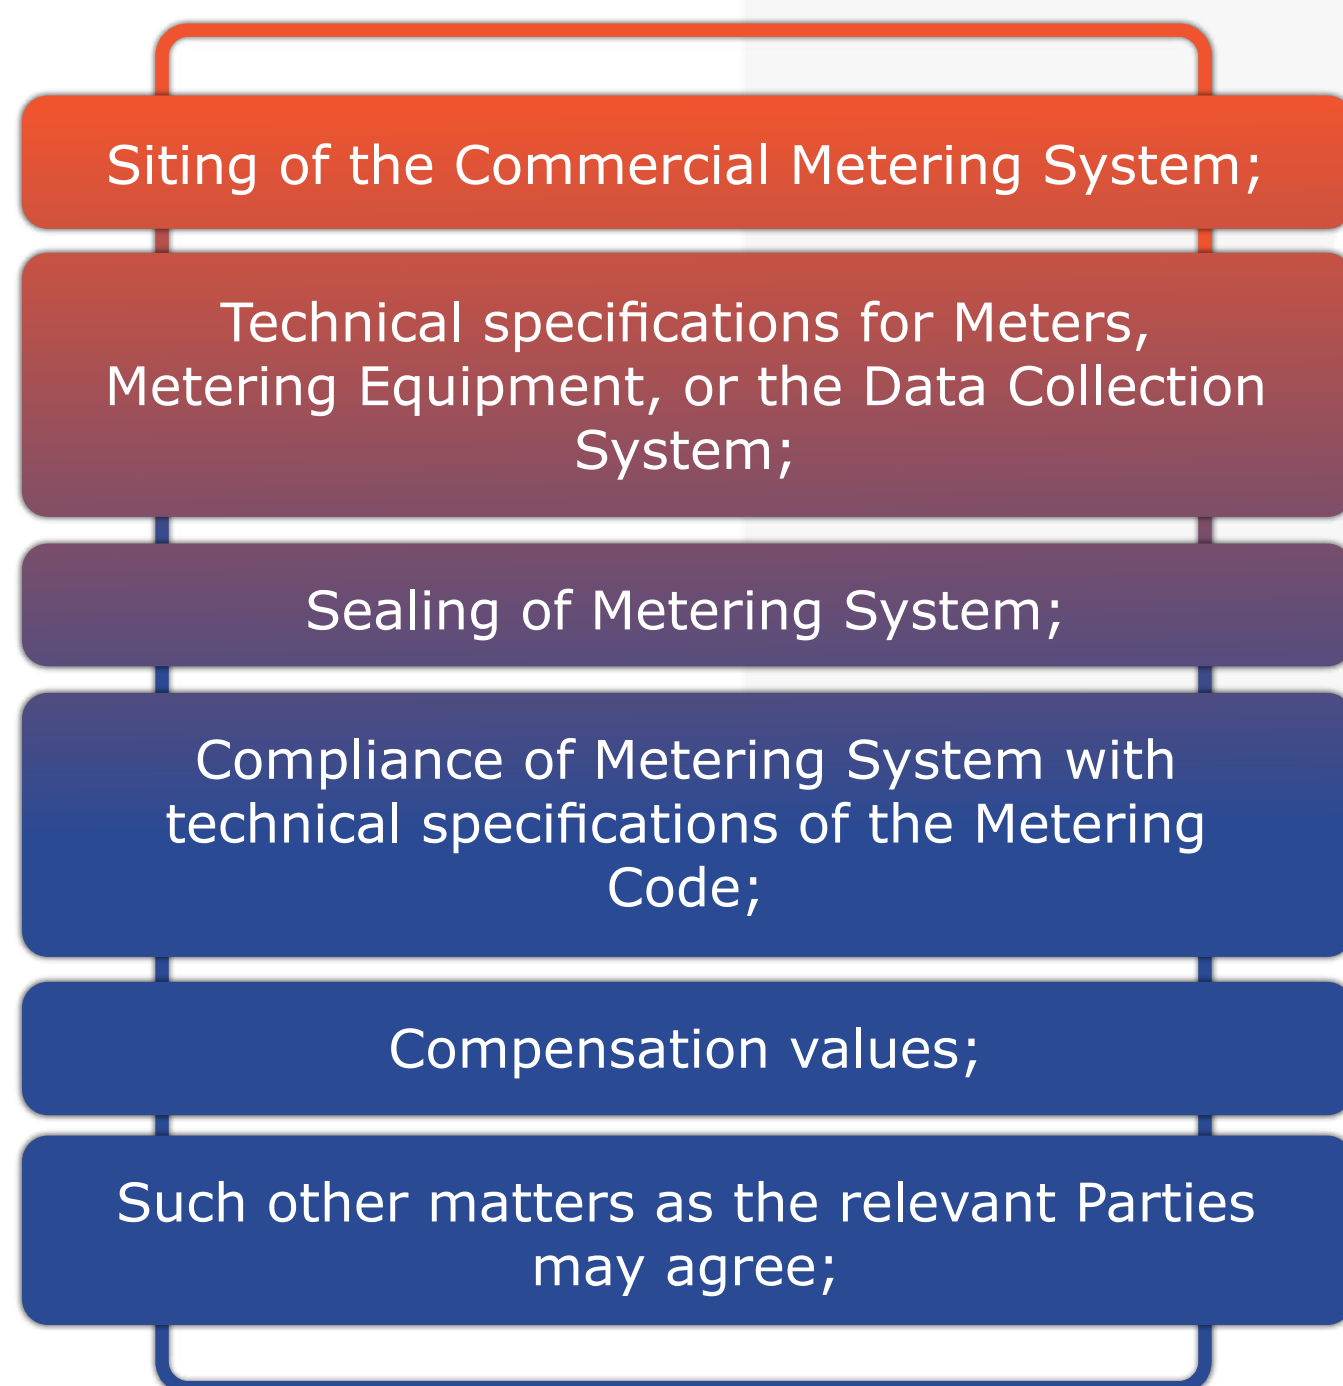 Siting of the Commercial Metering System;
Technical specifications for Meters,
Metering Equipment, or the Data Collection
System;
Sealing of Metering System;
Compliance of Metering System with
technical specifications of the Metering
Code;
Compensation values;
Such other matters as the relevant Parties
may agree;